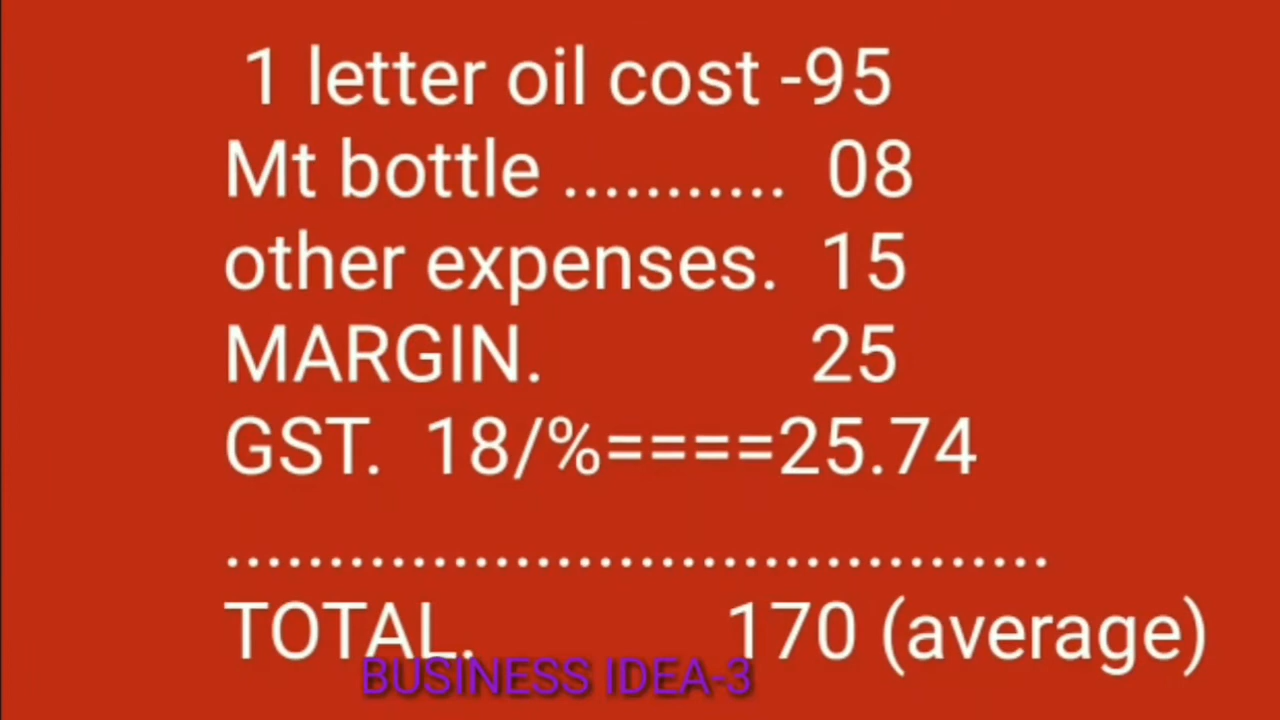 1 letter oil cost -95
Mt bottle ........... 08
other expenses. 15
MARGIN. 25
GST. 18/%====25.74
........................................
TOTAL. 170 (average)
BUSINESS IDEA-3